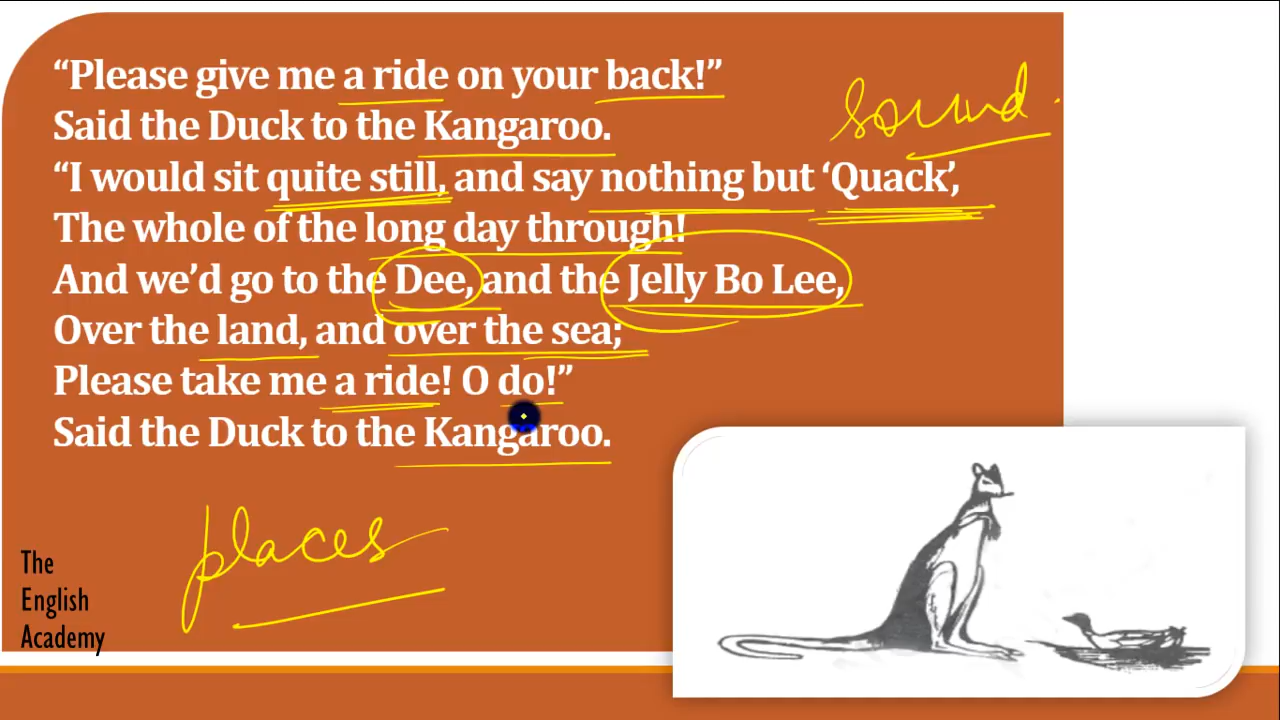 “Please give me a ride on your back!”
Said the Duck to the Kangaroo.
“I would sit quite still, and say nothing but ‘Quack’,
The whole of the long day through!
And we’d go to the Dee, and the Jelly Bo Lee,
Over the land, and over the sea;
Please take me a ride! O do!”
Said the Duck to the Kangaroo.
sound.
places
The
English
Academy